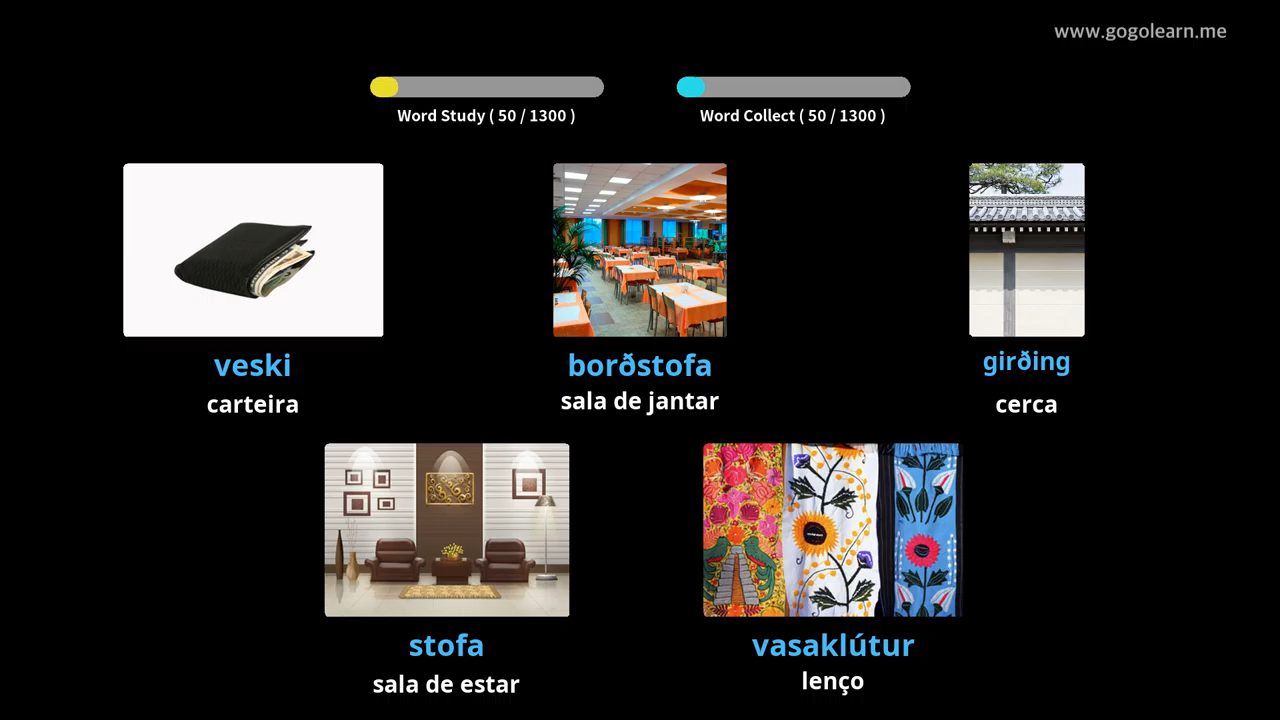 www.gogolearn.me
Word Study ( 50 / 1300 )
Word Collect ( 50 / 1300 )
veski
carteira
borðstofa
sala de jantar
girðing
cerca
stofa
sala de estar
vasaklútur
lenço